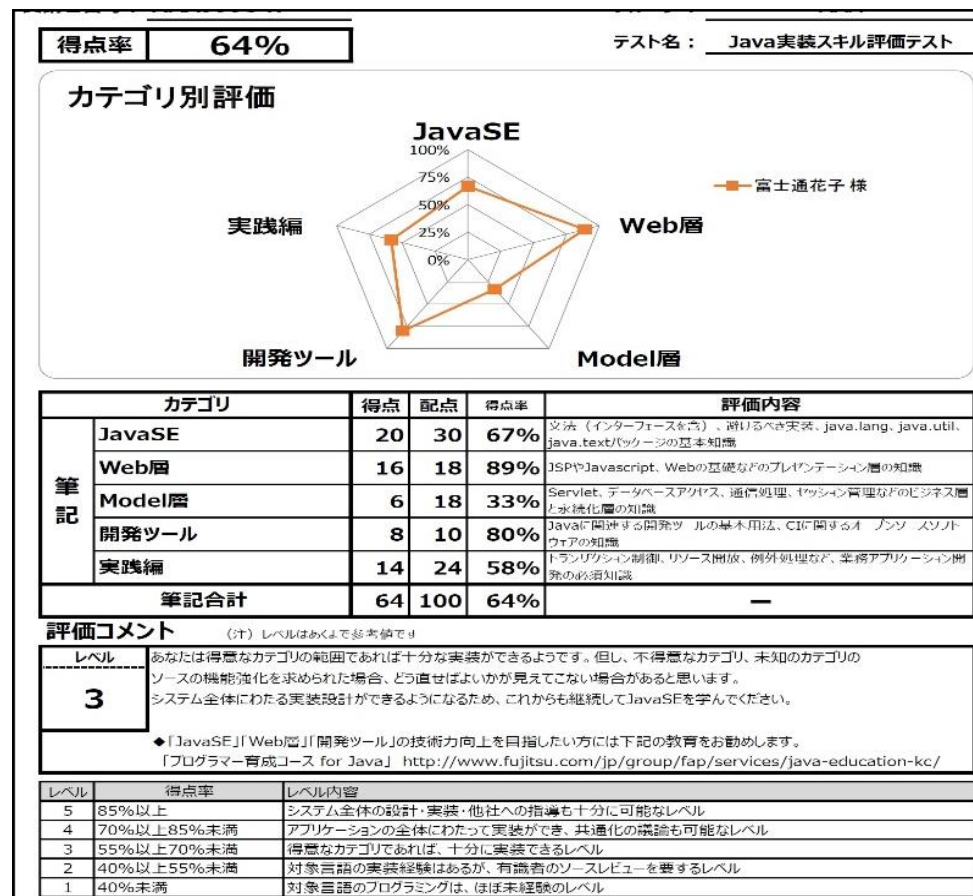 得点率 64% テスト名： Java実装スキル評価テスト
カテゴリ別評価
JavaSE
100%
75%
50%
25%
0%
富士通花子 様
実践編
Web層
開発ツール
Model層
カテゴリ 得点 配点 得点率 評価内容
筆記
JavaSE 20 30 67% 文法（インターフェースを含）、避けるべき実装、java.lang、java.util、
java.textパッケージの基本知識
Web層 16 18 89% JSPやJavascript、Webの基礎などのプレゼンテーション層の知識
Model層 6 18 33% Servlet、データベースアクセス、通信処理、セッション管理などのビジネス層
と永続化層の知識
開発ツール 8 10 80% Javaに関連する開発ツールの基本用法、CIに関するオープンソースソフト
ウェアの知識
実践編 14 24 58% トランザクション制御、リソース開放、例外処理など、業務アプリケーション開
発の必須知識
筆記合計 64 100 64% ―
評価コメント （注）レベルはあくまで参考値です
レベル
3
あなたは得意なカテゴリの範囲であれば十分な実装ができるようです。但し、不得意なカテゴリ、未知のカテゴリの
ソースの機能強化を求められた場合、どう直せばよいかが見えてこない場合があると思います。
システム全体にわたる実装設計ができるようになるため、これからも継続してJavaSEを学んでください。
◆「JavaSE」「Web層」「開発ツール」の技術力向上を目指したい方には下記の教育をお勧めします。
「プログラマー育成コース for Java」 http://www.fujitsu.com/jp/group/fap/services/java-education-kc/
レベル 得点率 レベル内容
5 85%以上 システム全体の設計・実装・他社への指導も十分に可能なレベル
4 70%以上85%未満 アプリケーションの全体にわたって実装ができ、共通化の議論も可能なレベル
3 55%以上70%未満 得意なカテゴリであれば、十分に実装できるレベル
2 40%以上55%未満 対象言語の実装経験はあるが、有識者のソースレビューを要するレベル
1 40%未満 対象言語のプログラミングは、ほぼ未経験のレベル